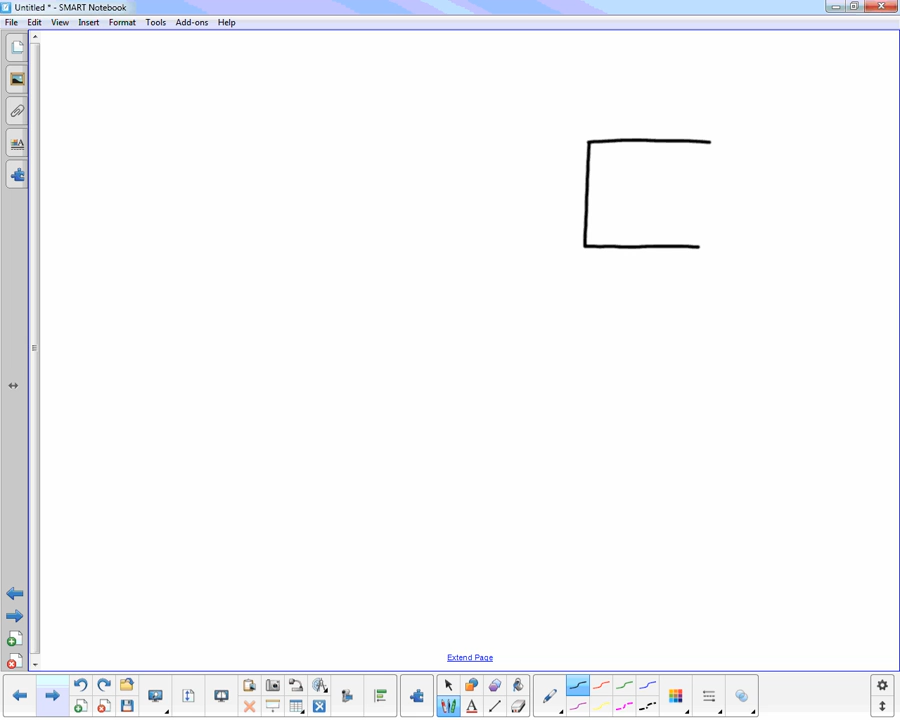 Untitled * - SMART Notebook
File Edit View Insert Format Tools Add-ons Help
Extend Page